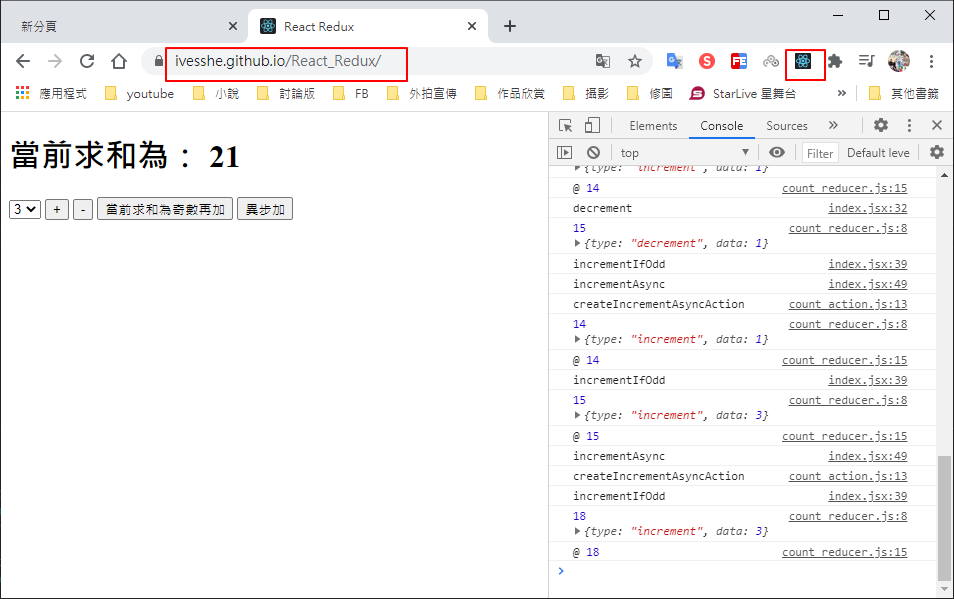 新分頁
React Redux
ivesshe.github.io/React_Redux/
應用程式 youtube 小說 討論版 FB 外拍宣傳 作品欣賞 攝影 修圖 StarLive 星舞台 » 其他書籤
當前求和為： 21
3 + - 當前求和為奇數再加 異步加
Elements Console Sources »
top Filter Default leve
{type: "increment", data: 1}
@ 14 count_reducer.js:15
decrement index.jsx:32
15 count_reducer.js:8
{type: "decrement", data: 1}
incrementIfOdd index.jsx:39
incrementAsync index.jsx:49
createIncrementAsyncAction count_action.js:13
14 count_reducer.js:8
{type: "increment", data: 1}
@ 14 count_reducer.js:15
incrementIfOdd index.jsx:39
15 count_reducer.js:8
{type: "increment", data: 3}
@ 15 count_reducer.js:15
incrementAsync index.jsx:49
createIncrementAsyncAction count_action.js:13
incrementIfOdd index.jsx:39
18 count_reducer.js:8
{type: "increment", data: 3}
@ 18 count_reducer.js:15